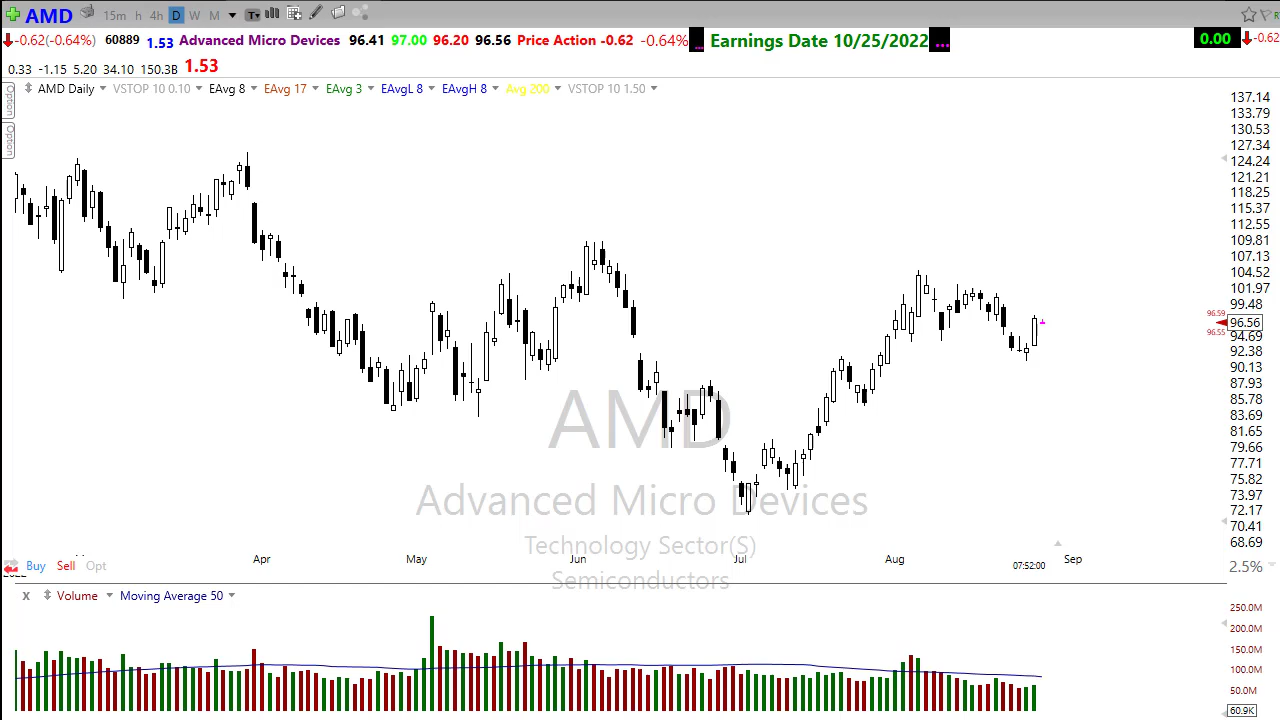 AMD 15m h 4h D W M T
-0.62(-0.64%) 60889 1.53 Advanced Micro Devices 96.41 97.00 96.20 96.56 Price Action -0.62 -0.64% ... Earnings Date 10/25/2022 ... 0.00 -0.62
0.33 -1.15 5.20 34.10 150.3B 1.53
Option
Option
AMD Daily VSTOP 10 0.10 EAvg 8 EAvg 17 EAvg 3 EAvgL 8 EAvgH 8 Avg 200 VSTOP 10 1.50
137.14
133.79
130.53
127.34
124.24
121.21
118.25
115.37
112.55
109.81
107.13
104.52
101.97
99.48
96.59
96.56
96.55
94.69
92.38
90.13
87.93
85.78
83.69
81.65
79.66
77.71
75.82
73.97
72.17
70.41
68.69
AMD
Advanced Micro Devices
Technology Sector(S)
Semiconductors
Apr May Jun Jul Aug Sep
07:52:00
Buy Sell Opt
2.5%
x Volume Moving Average 50
250.0M
200.0M
150.0M
100.0M
50.0M
60.9K